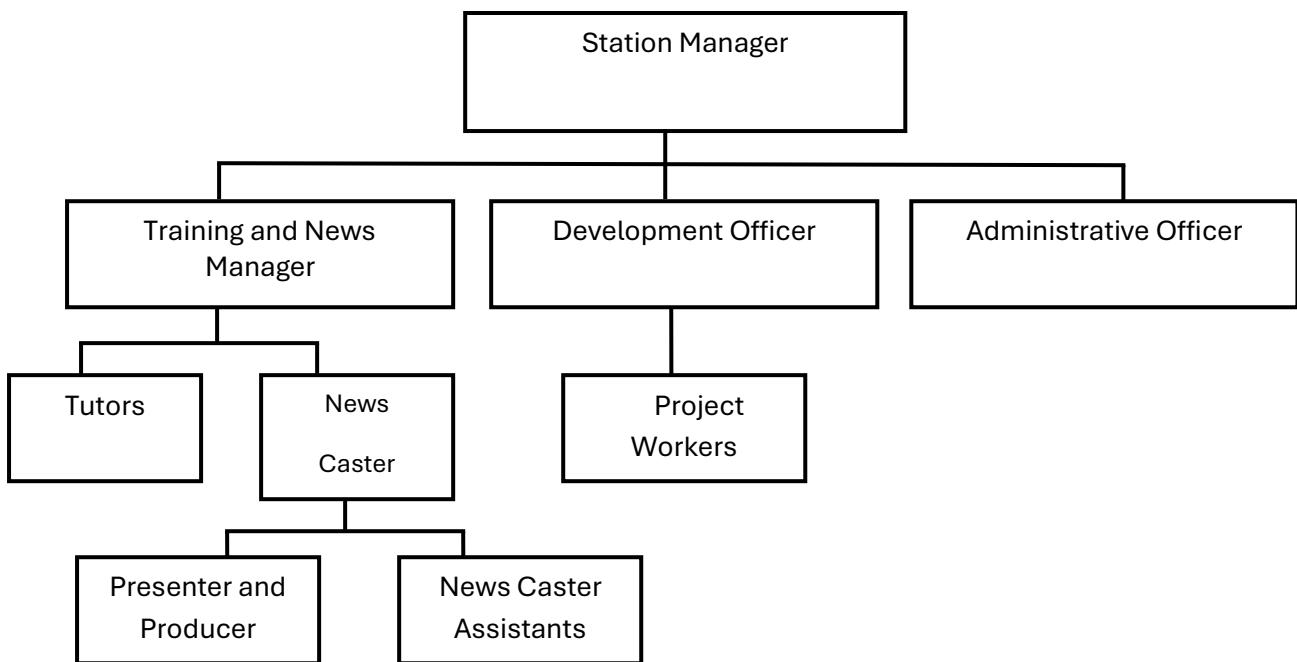 Station Manager
Training and News
Manager
Development Officer
Administrative Officer
Tutors
News
Caster
Project
Workers
Presenter and
Producer
News Caster
Assistants